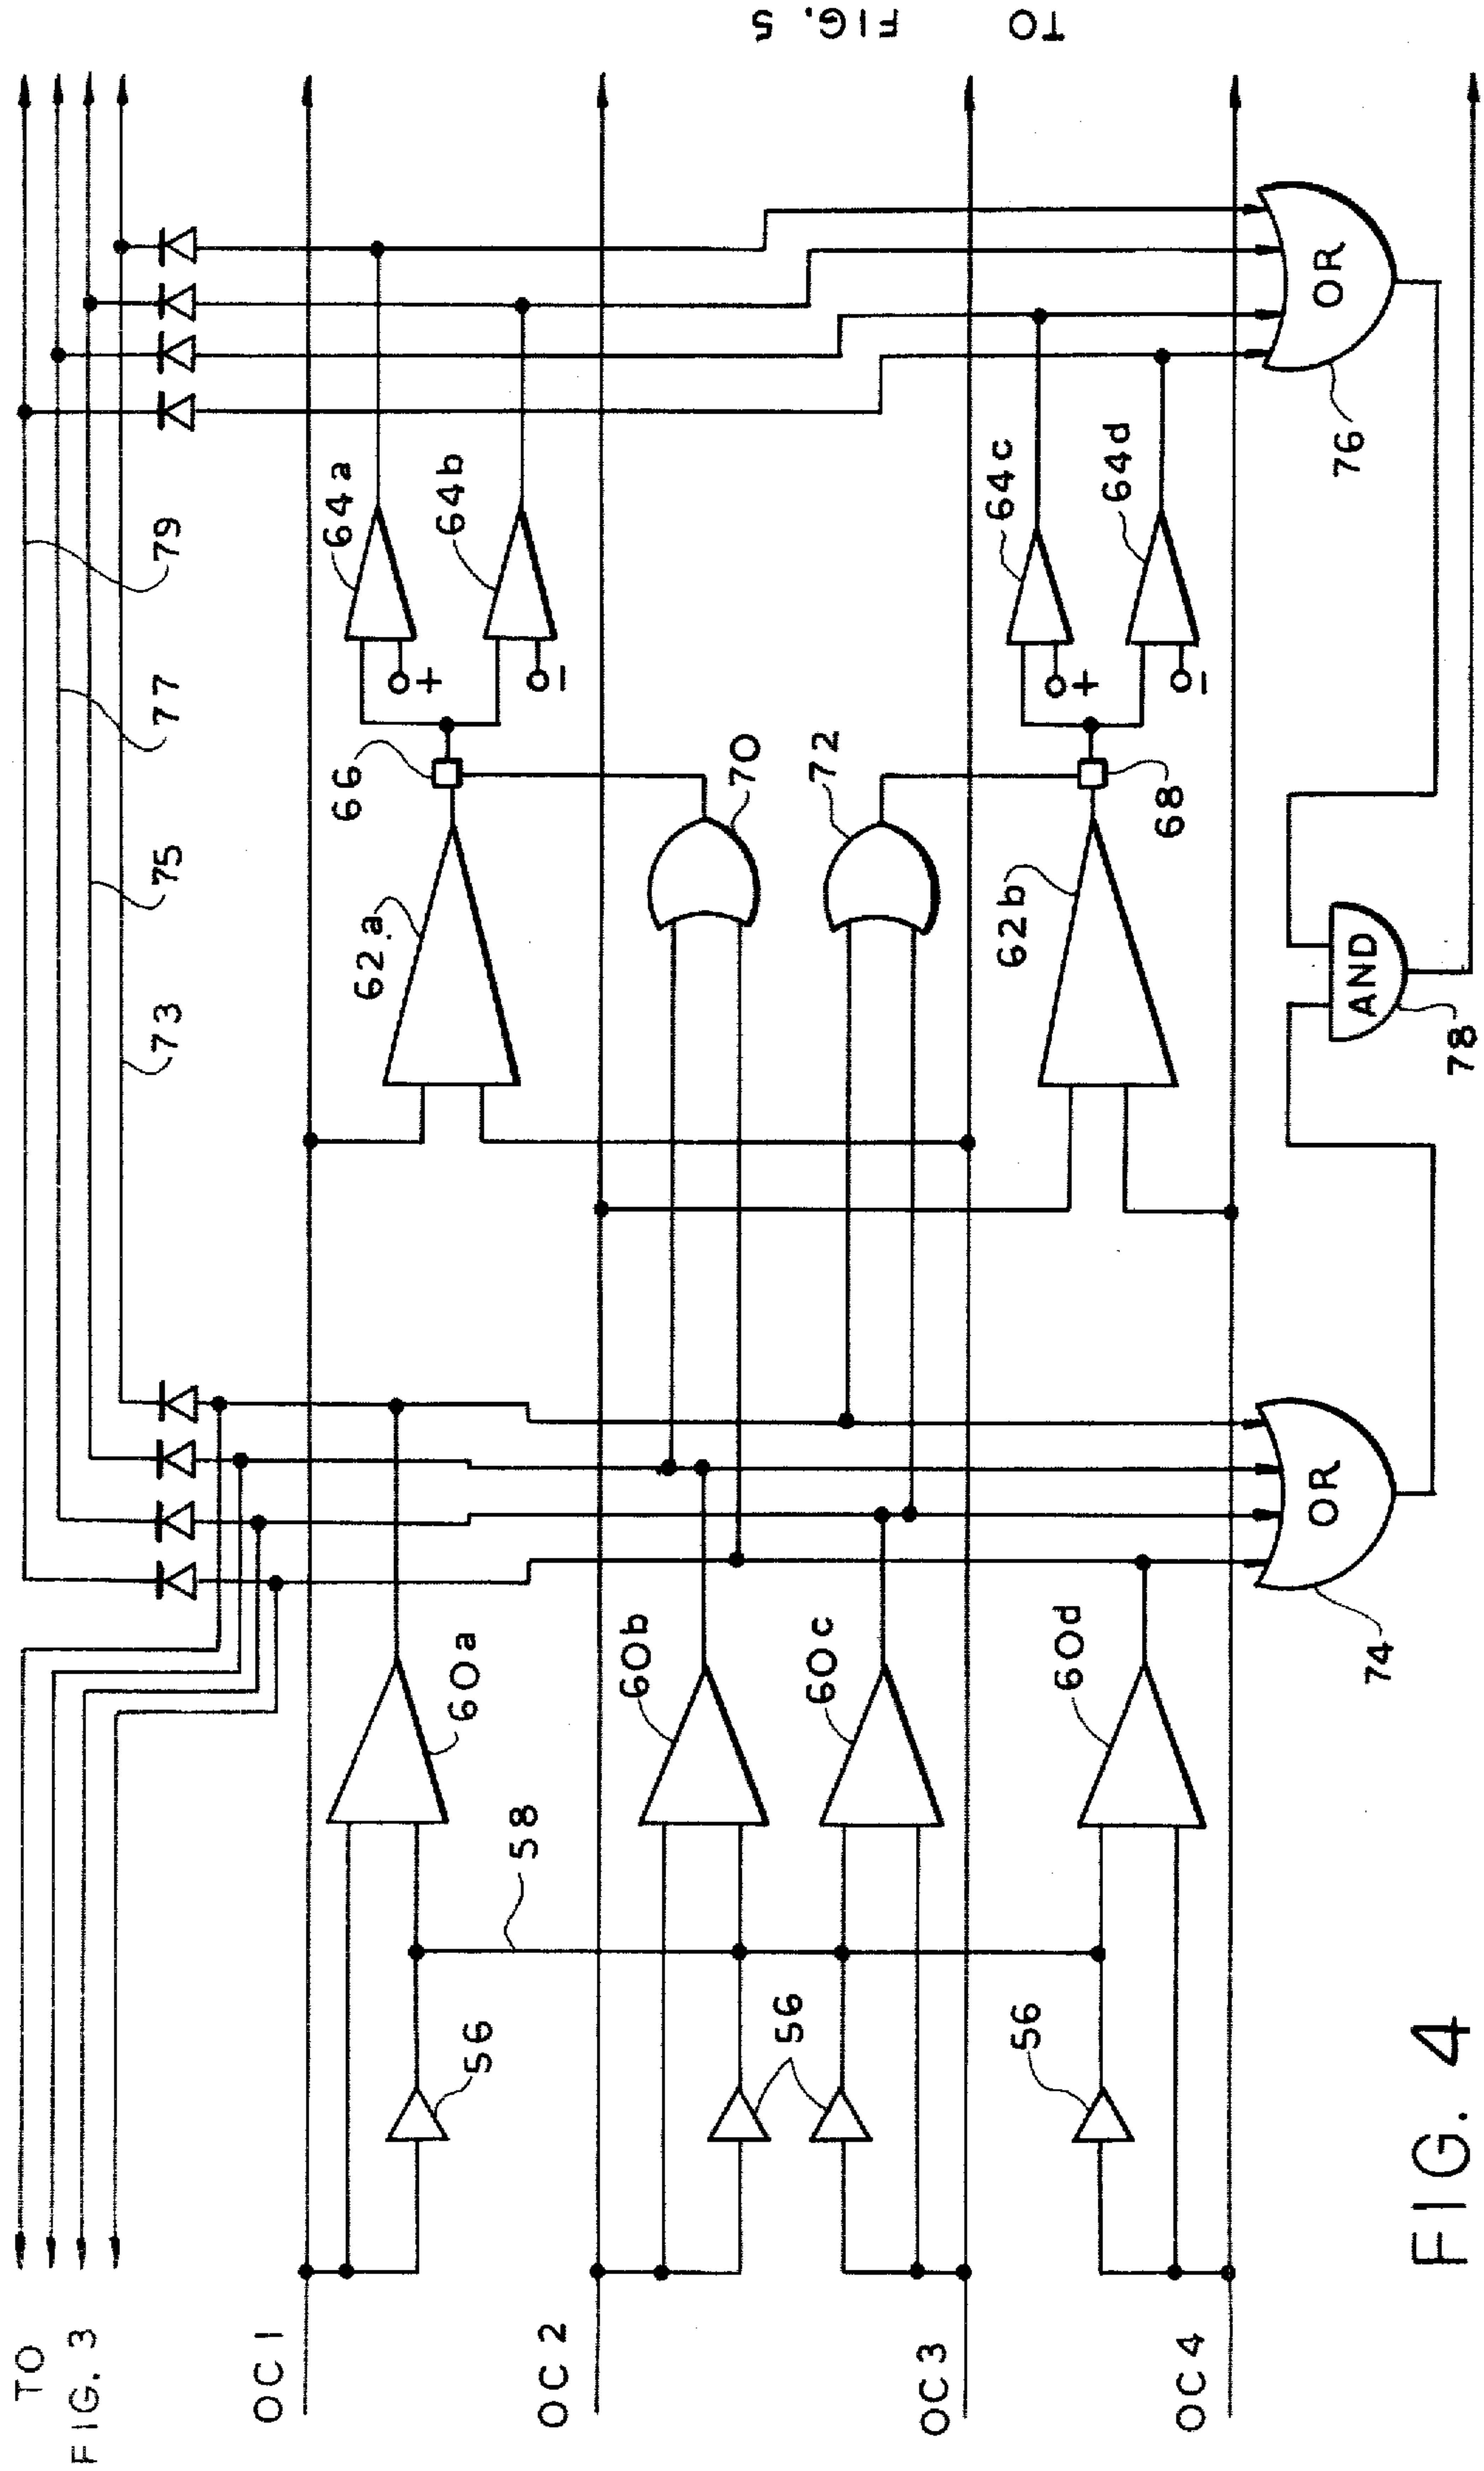 TO
FIG. 3
73
75
77
79
TO FIG. 5
OC 1
60a
62a
66
64a
+
64b
−
56
58
OC 2
60b
70
56
60c
72
OC 3
62b
68
64c
+
64d
−
56
60d
OC 4
OR
74
AND
78
OR
76
FIG. 4